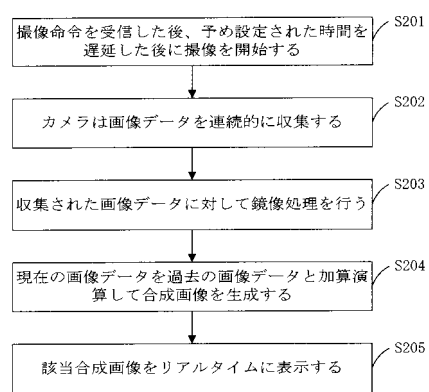 撮像命令を受信した後、予め設定された時間を
遅延した後に撮像を開始する
S201
カメラは画像データを連続的に収集する
S202
収集された画像データに対して鏡像処理を行う
S203
現在の画像データを過去の画像データと加算演
算して合成画像を生成する
S204
該当合成画像をリアルタイムに表示する
S205